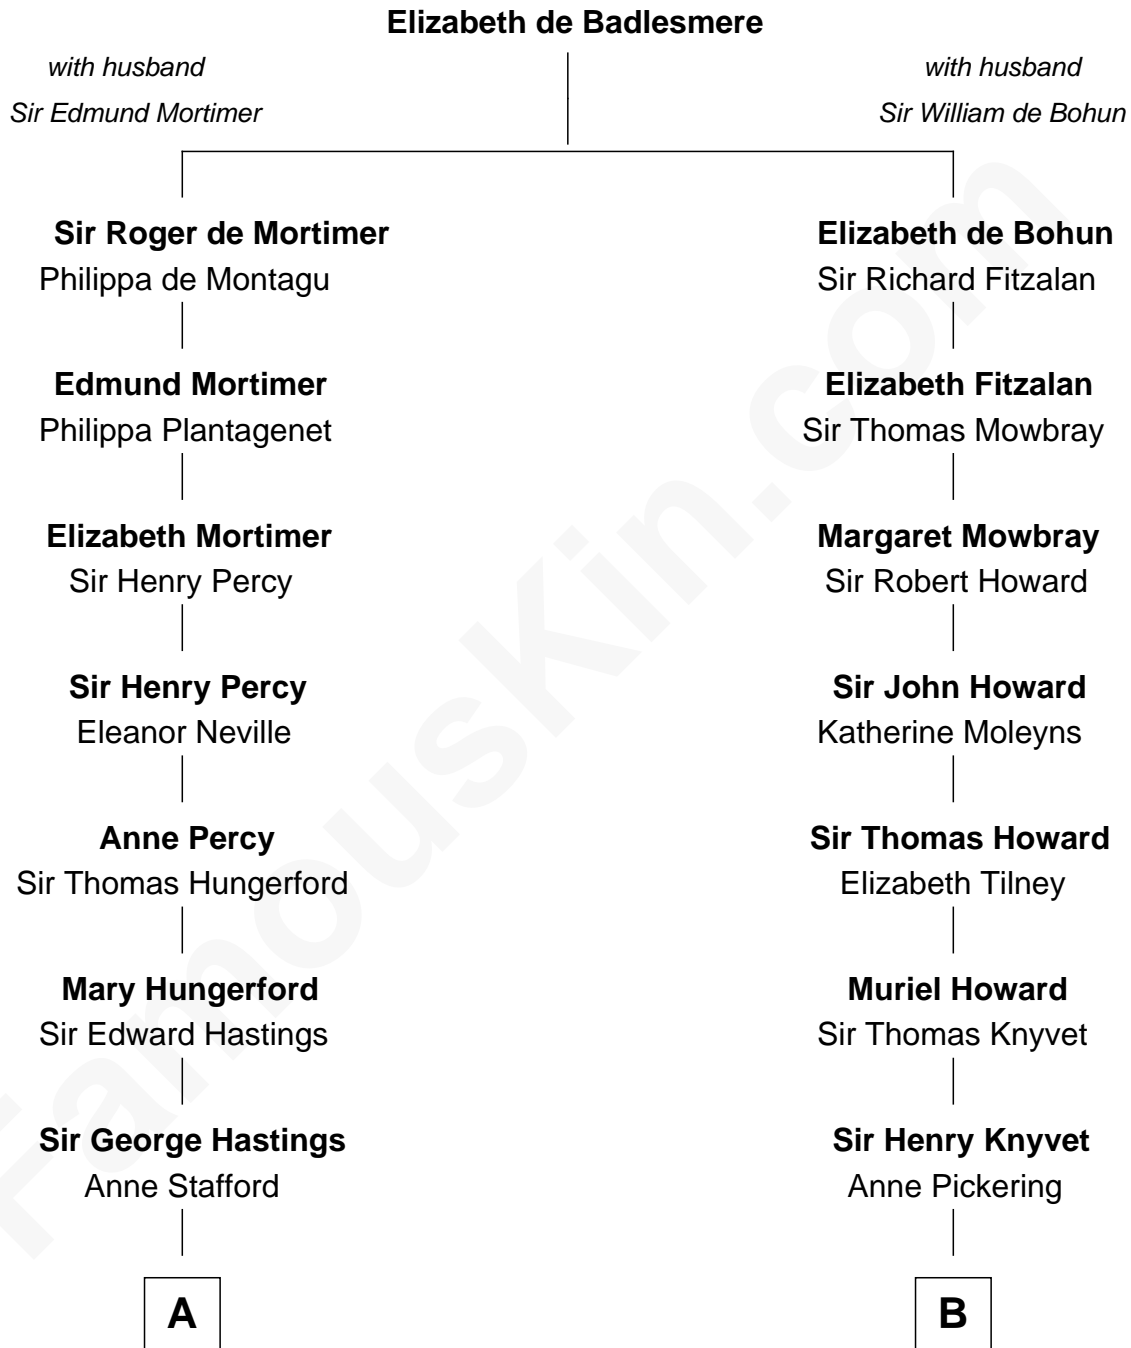 Elizabeth de Badlesmere
with husband
Sir Edmund Mortimer
with husband
Sir William de Bohun
Sir Roger de Mortimer
Philippa de Montagu
Edmund Mortimer
Philippa Plantagenet
Elizabeth Mortimer
Sir Henry Percy
Sir Henry Percy
Eleanor Neville
Anne Percy
Sir Thomas Hungerford
Mary Hungerford
Sir Edward Hastings
Sir George Hastings
Anne Stafford
A
Elizabeth de Bohun
Sir Richard Fitzalan
Elizabeth Fitzalan
Sir Thomas Mowbray
Margaret Mowbray
Sir Robert Howard
Sir John Howard
Katherine Moleyns
Sir Thomas Howard
Elizabeth Tilney
Muriel Howard
Sir Thomas Knyvet
Sir Henry Knyvet
Anne Pickering
B
FamousKin.com